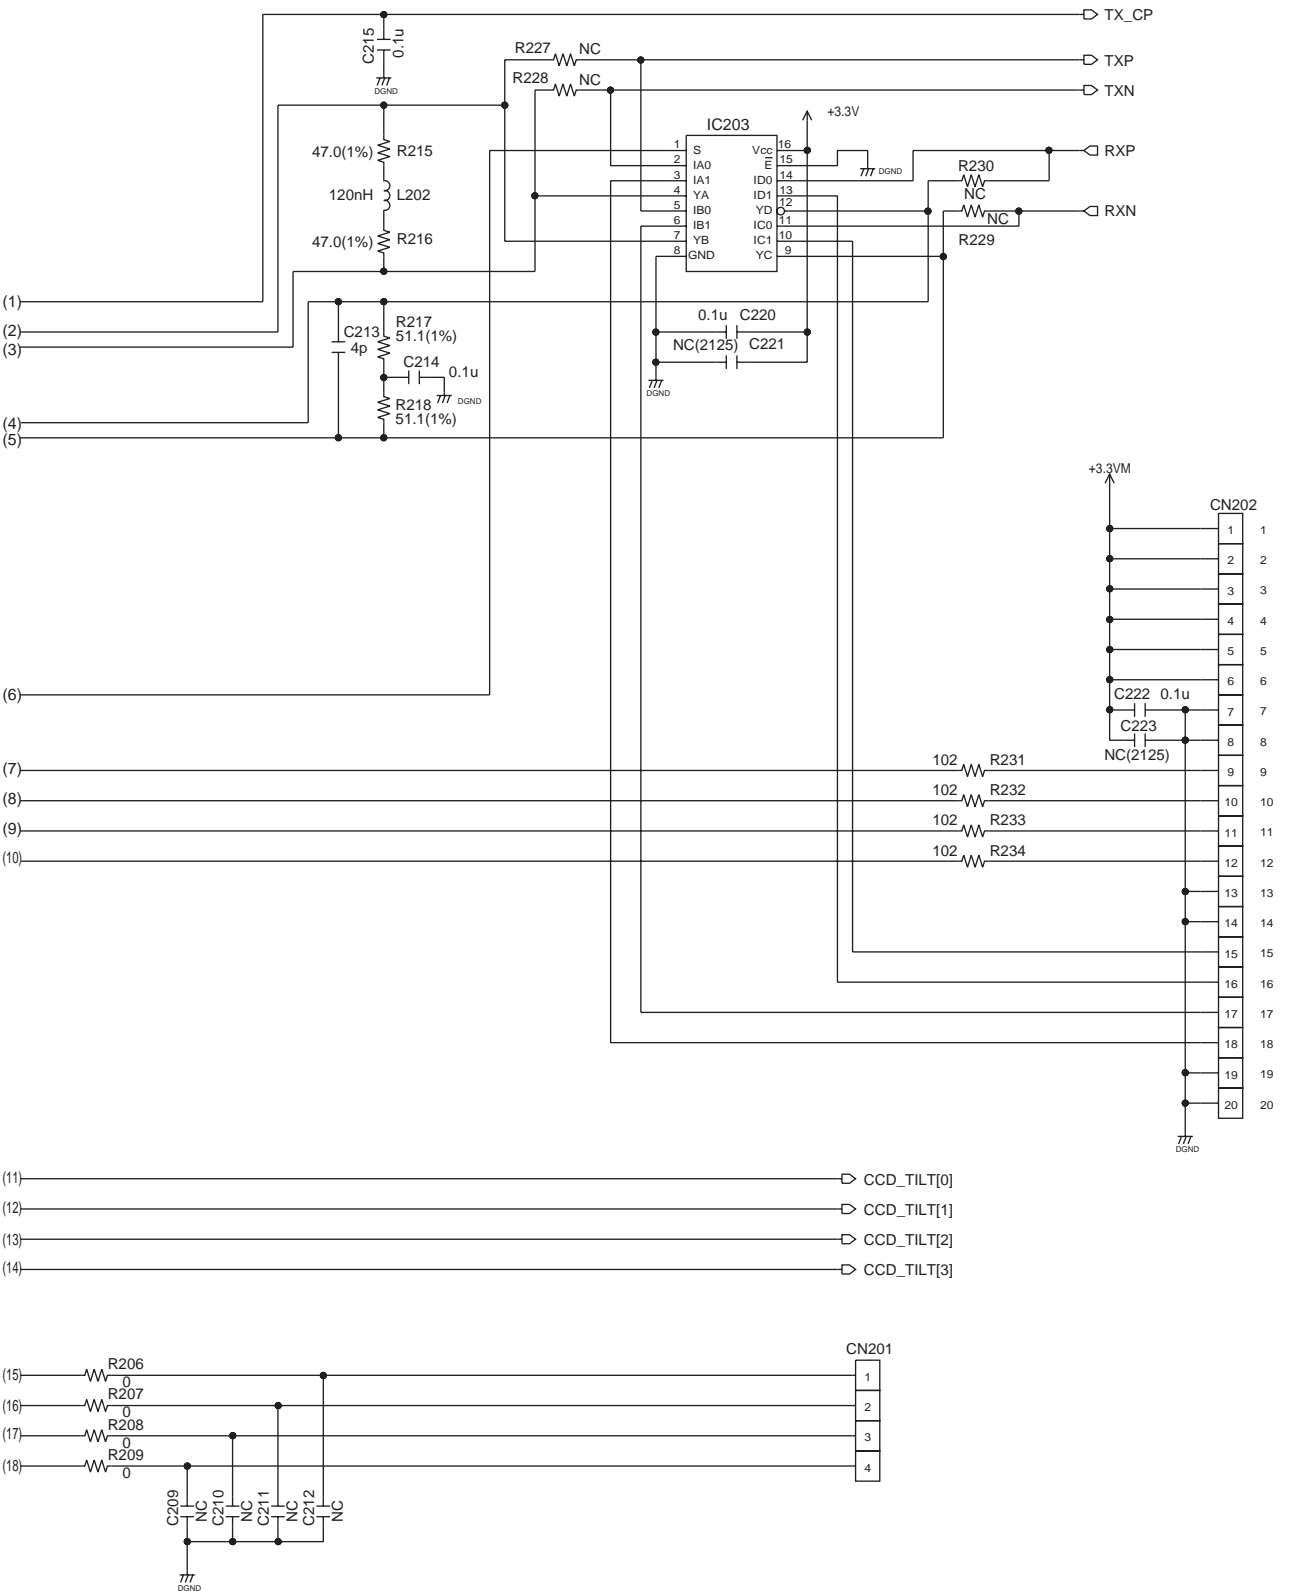 TX_CP
C215
0.1u
DGND
R227 NC
TXP
R228 NC
TXN
+3.3V
IC203
1 S Vcc 16
2 IA0 E 15
3 IA1 ID0 14
4 YA ID1 13
5 IB0 YD 12
6 IB1 IC0 11
7 YB IC1 10
8 GND YC 9
DGND
RXP
R230
NC
RXN
NC
R229
47.0(1%) R215
120nH L202
47.0(1%) R216
(1)
(2)
(3)
(4)
(5)
C213
4p
R217
51.1(1%)
C214
0.1u
DGND
R218
51.1(1%)
0.1u C220
NC(2125) C221
DGND
+3.3VM
CN202
1 1
2 2
3 3
4 4
5 5
6 6
7 7
8 8
9 9
10 10
11 11
12 12
13 13
14 14
15 15
16 16
17 17
18 18
19 19
20 20
C222 0.1u
C223
NC(2125)
DGND
(6)
(7) 102 R231
(8) 102 R232
(9) 102 R233
(10) 102 R234
(11) CCD_TILT[0]
(12) CCD_TILT[1]
(13) CCD_TILT[2]
(14) CCD_TILT[3]
CN201
(15) R206 0 1
(16) R207 0 2
(17) R208 0 3
(18) R209 0 4
C209 NC
C210 NC
C211 NC
C212 NC
DGND